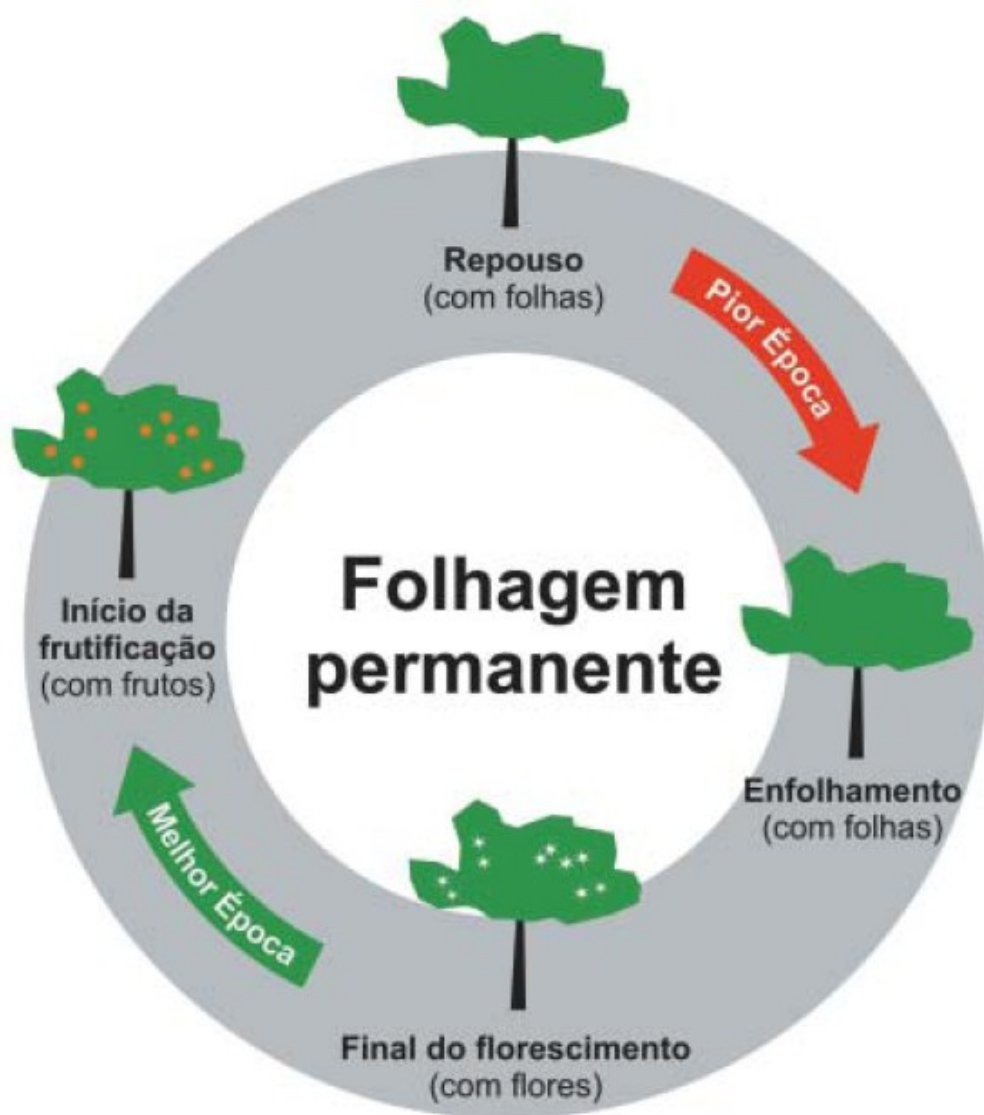 Repouso
(com folhas)
Pior Época
Folhagem
permanente
Enfolhamento
(com folhas)
Final do florescimento
(com flores)
Melhor Época
Início da
frutificação
(com frutos)